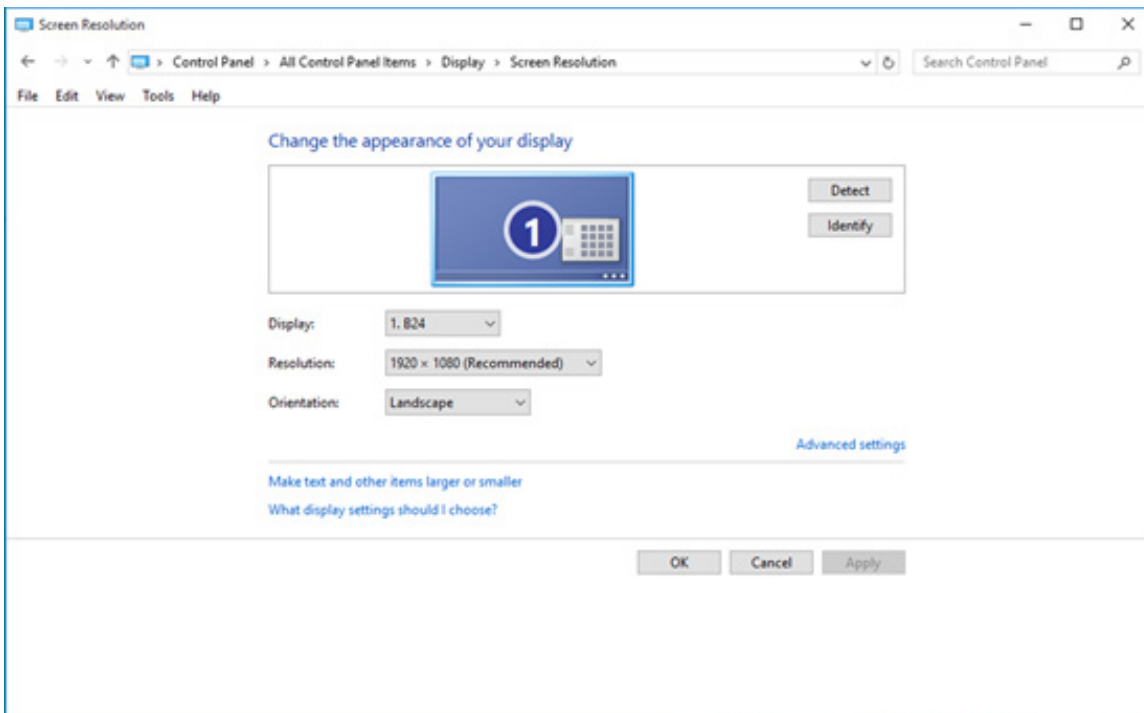 Screen Resolution
Control Panel > All Control Panel Items > Display > Screen Resolution
Search Control Panel
File Edit View Tools Help
Change the appearance of your display
1
Detect
Identify
Display: 1. B24
Resolution: 1920 × 1080 (Recommended)
Orientation: Landscape
Advanced settings
Make text and other items larger or smaller
What display settings should I choose?
OK Cancel Apply